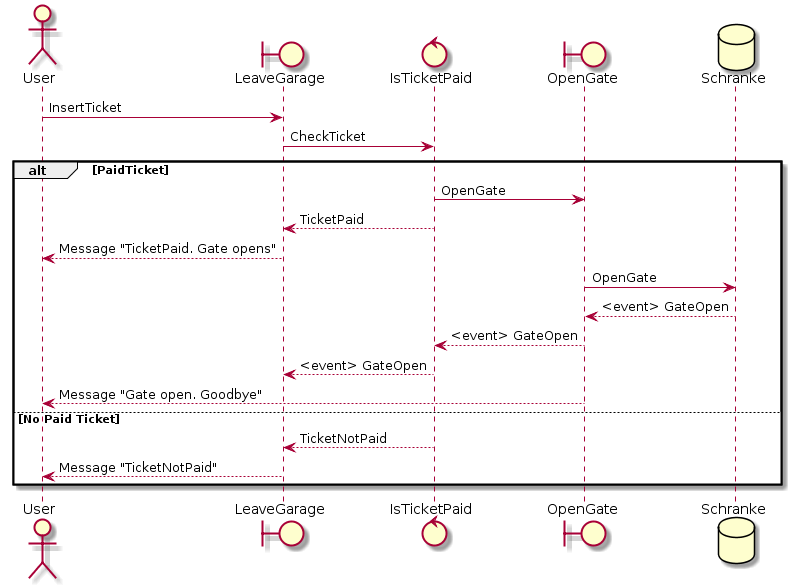 User LeaveGarage IsTicketPaid OpenGate Schranke
InsertTicket
CheckTicket
alt [PaidTicket]
OpenGate
TicketPaid
Message "TicketPaid. Gate opens"
OpenGate
<event> GateOpen
<event> GateOpen
<event> GateOpen
Message "Gate open. Goodbye"
[No Paid Ticket]
TicketNotPaid
Message "TicketNotPaid"
User LeaveGarage IsTicketPaid OpenGate Schranke